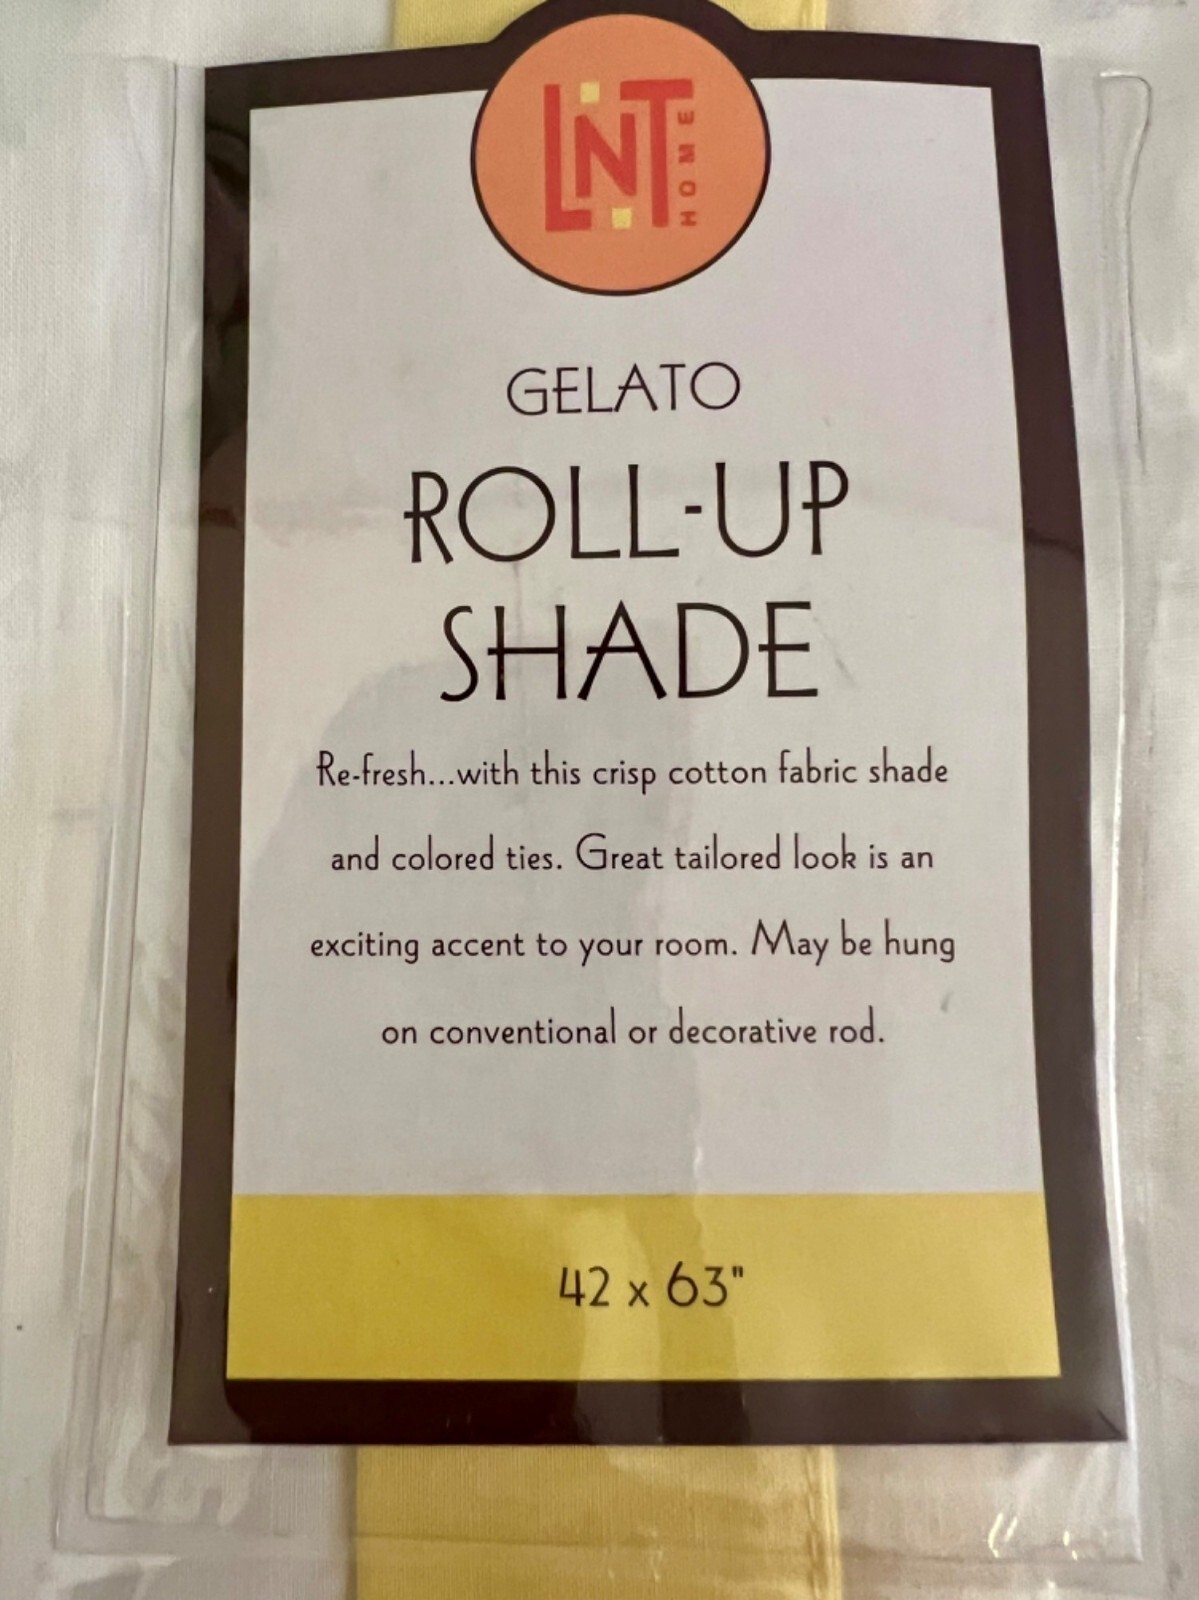 LNT
HOME
GELATO
ROLL-UP
SHADE
Re-fresh...with this crisp cotton fabric shade
and colored ties. Great tailored look is an
exciting accent to your room. May be hung
on conventional or decorative rod.
42 x 63"